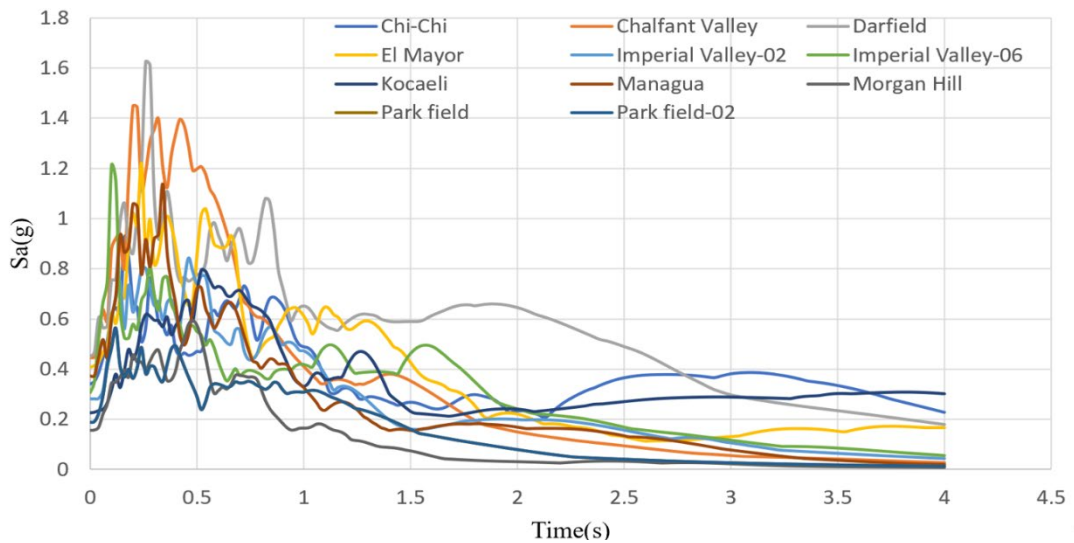 1.8
Chi-Chi Chalfant Valley Darfield
1.6
El Mayor Imperial Valley-02 Imperial Valley-06
1.4
Kocaeli Managua Morgan Hill
Park field Park field-02
1.2
1
Sa(g)
0.8
0.6
0.4
0.2
0
0 0.5 1 1.5 2 2.5 3 3.5 4 4.5
Time(s)